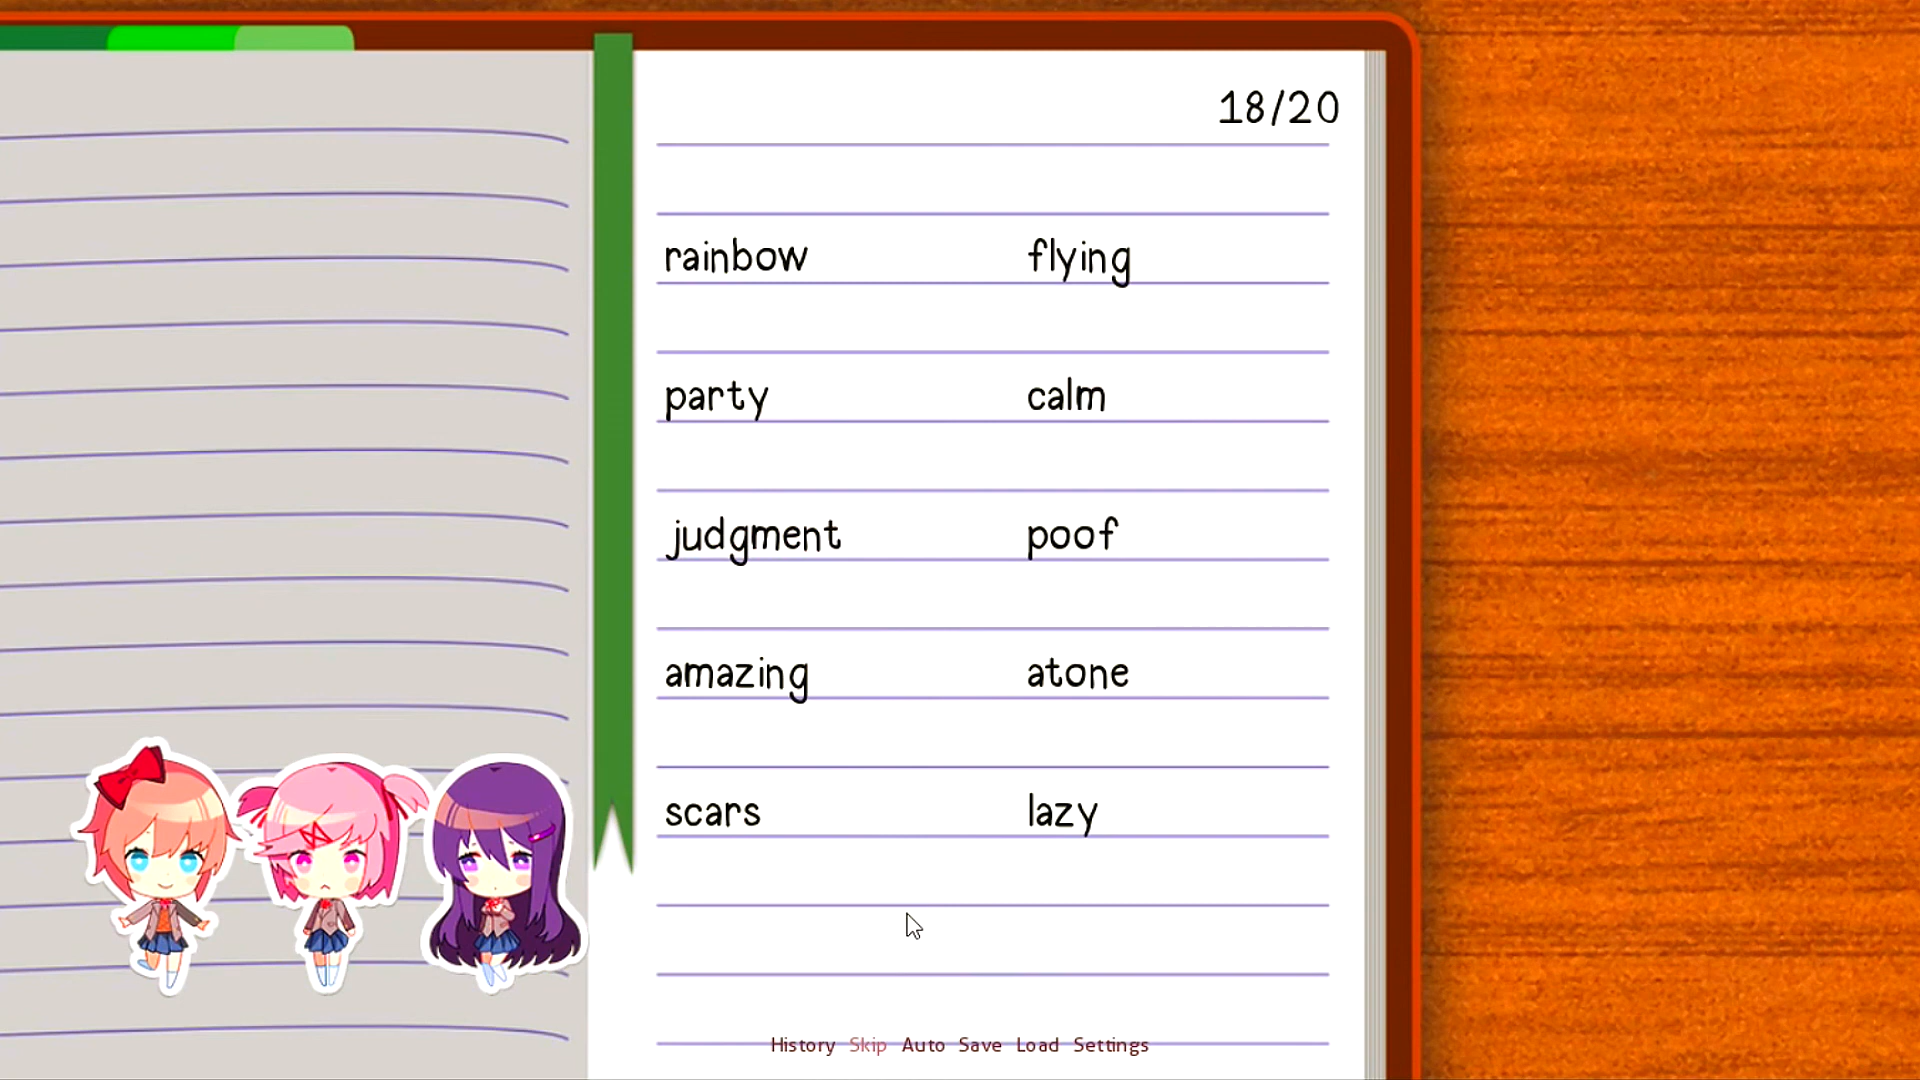 18/20
rainbow flying
party calm
judgment poof
amazing atone
scars lazy
History Skip Auto Save Load Settings